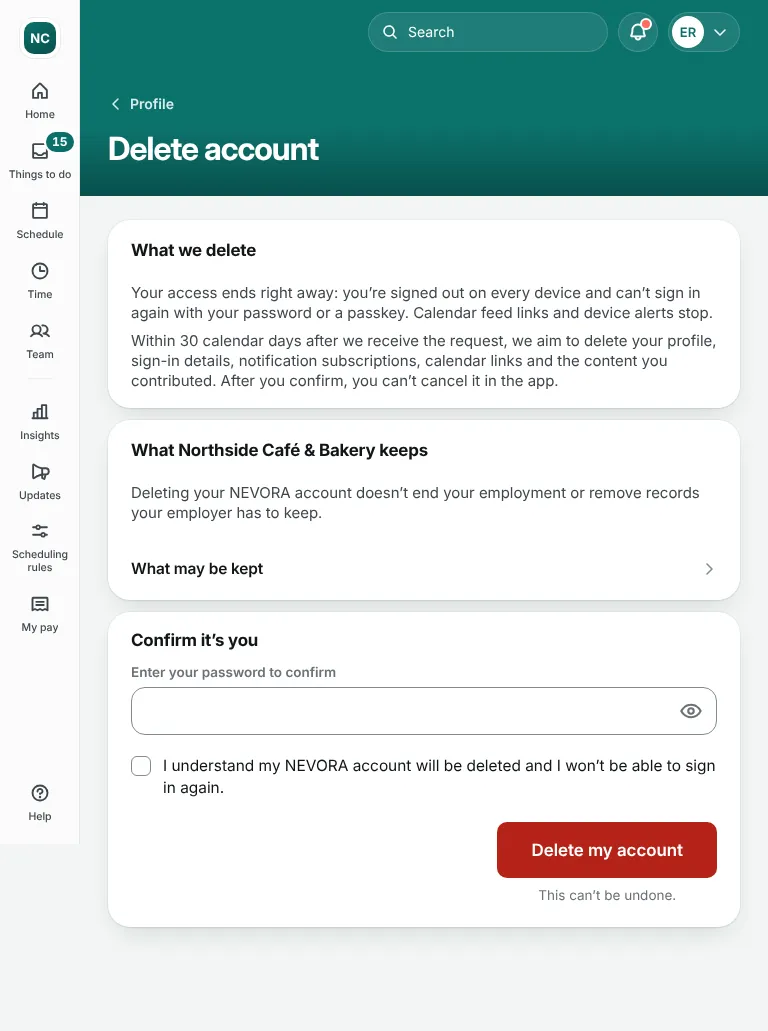 NC
Search
ER
Home
15
Things to do
Schedule
Time
Team
Insights
Updates
Scheduling
rules
My pay
Help
Profile
Delete account
What we delete
Your access ends right away: you’re signed out on every device and can’t sign in
again with your password or a passkey. Calendar feed links and device alerts stop.
Within 30 calendar days after we receive the request, we aim to delete your profile,
sign-in details, notification subscriptions, calendar links and the content you
contributed. After you confirm, you can’t cancel it in the app.
What Northside Café & Bakery keeps
Deleting your NEVORA account doesn’t end your employment or remove records
your employer has to keep.
What may be kept
Confirm it’s you
Enter your password to confirm
I understand my NEVORA account will be deleted and I won’t be able to sign
in again.
Delete my account
This can’t be undone.